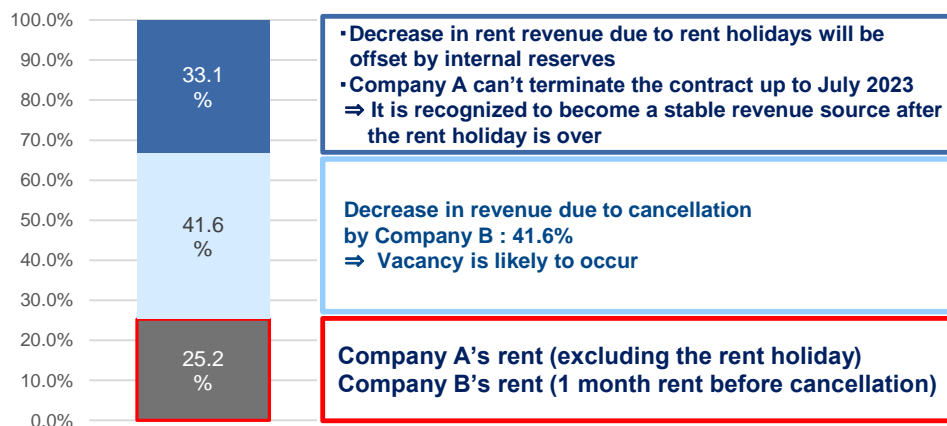 100.0%
90.0%
80.0%
70.0%
60.0%
50.0%
40.0%
30.0%
20.0%
10.0%
0.0%
33.1
%
41.6
%
25.2
%
・Decrease in rent revenue due to rent holidays will be
offset by internal reserves
・Company A can't terminate the contract up to July 2023
⇒ It is recognized to become a stable revenue source after
the rent holiday is over
Decrease in revenue due to cancellation
by Company B : 41.6%
⇒ Vacancy is likely to occur
Company A's rent (excluding the rent holiday)
Company B's rent (1 month rent before cancellation)